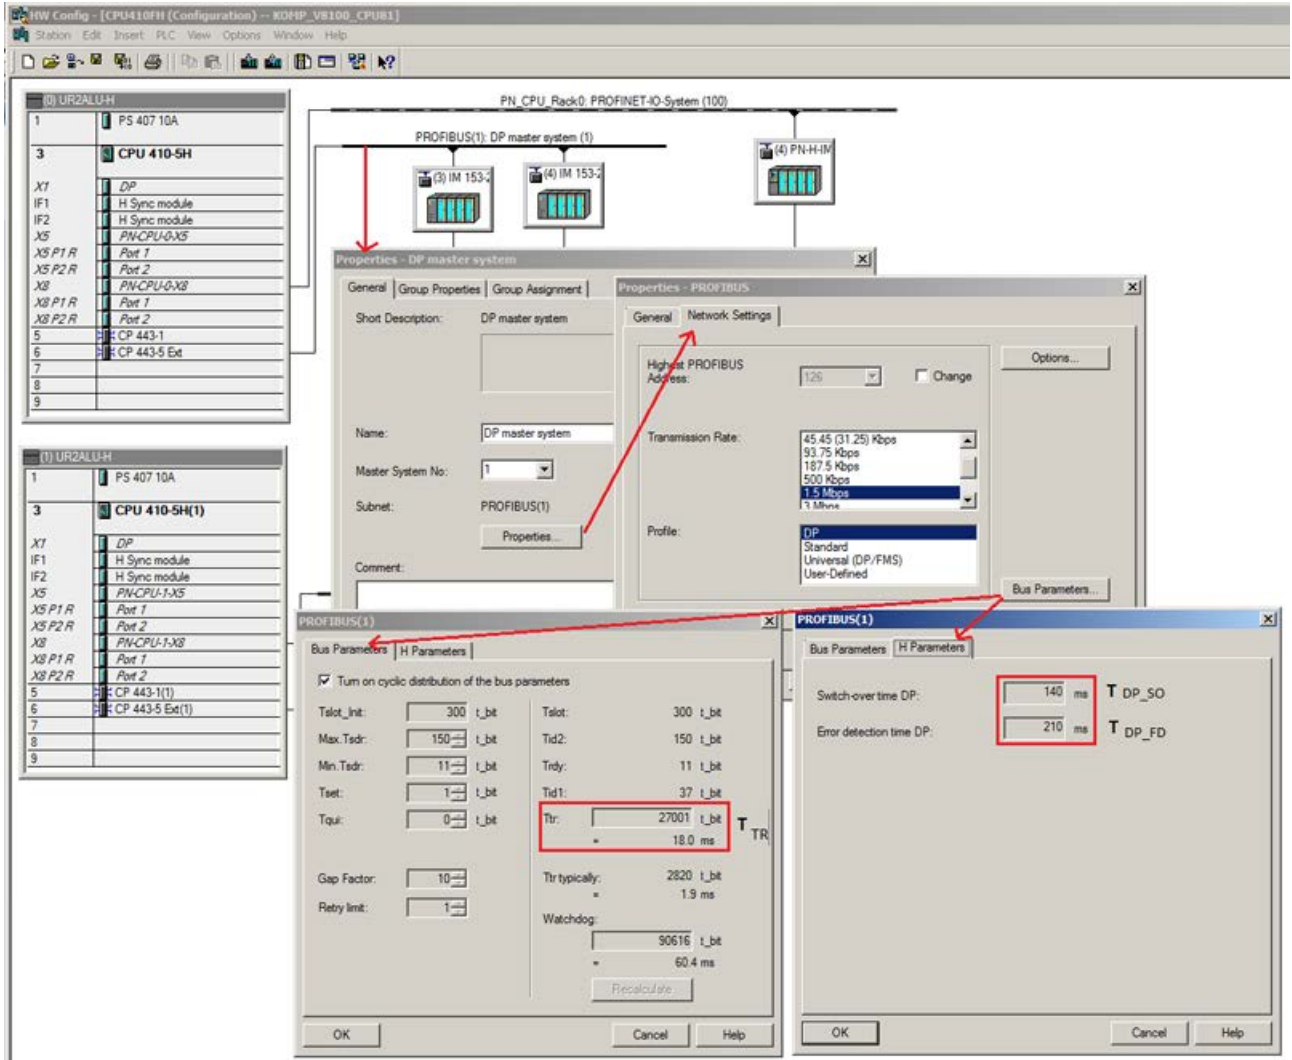 HW Config - [CPU410FH (Configuration) -- KOMP_V8100_CPU81]
Station Edit Insert PLC View Options Window Help
(0) UR2ALU-H
1 PS 407 10A
3 CPU 410-5H
X1 DP
IF1 H Sync module
IF2 H Sync module
X5 PN-CPU-0-X5
X5 P1 R Port 1
X5 P2 R Port 2
X8 PN-CPU-0-X8
X8 P1 R Port 1
X8 P2 R Port 2
5 CP 443-1
6 CP 443-5 Ext
7
8
9
PN_CPU_Rack0: PROFINET-IO-System (100)
PROFIBUS(1): DP master system (1)
(3) IM 153-2
(4) IM 153-2
(4) PN-H-IM
(1) UR2ALU-H
1 PS 407 10A
3 CPU 410-5H(1)
X1 DP
IF1 H Sync module
IF2 H Sync module
X5 PN-CPU-1-X5
X5 P1 R Port 1
X5 P2 R Port 2
X8 PN-CPU-1-X8
X8 P1 R Port 1
X8 P2 R Port 2
5 CP 443-1(1)
6 CP 443-5 Ext(1)
7
8
9
Properties - DP master system
General Group Properties Group Assignment
Short Description: DP master system
Name: DP master system
Master System No: 1
Subnet: PROFIBUS(1)
Properties...
Comment:
Properties - PROFIBUS
General Network Settings
Highest PROFIBUS
Address: 126 Change
Options...
Transmission Rate: 45.45 (31.25) Kbps
93.75 Kbps
187.5 Kbps
500 Kbps
1.5 Mbps
3 Mbps
Profile: DP
Standard
Universal (DP/FMS)
User-Defined
Bus Parameters...
PROFIBUS(1)
Bus Parameters H Parameters
Turn on cyclic distribution of the bus parameters
Tslot_Init: 300 t_bit
Max.Tsdr: 150 t_bit
Min.Tsdr: 11 t_bit
Tset: 1 t_bit
Tqui: 0 t_bit
Gap Factor: 10
Retry limit: 1
Tslot: 300 t_bit
Tid2: 150 t_bit
Trdy: 11 t_bit
Tid1: 37 t_bit
Ttr: 27001 t_bit
= 18.0 ms
T TR
Ttr typically: 2820 t_bit
= 1.9 ms
Watchdog:
90616 t_bit
= 60.4 ms
Recalculate
OK Cancel Help
PROFIBUS(1)
Bus Parameters H Parameters
Switch-over time DP: 140 ms T DP_SO
Error detection time DP: 210 ms T DP_FD
OK Cancel Help